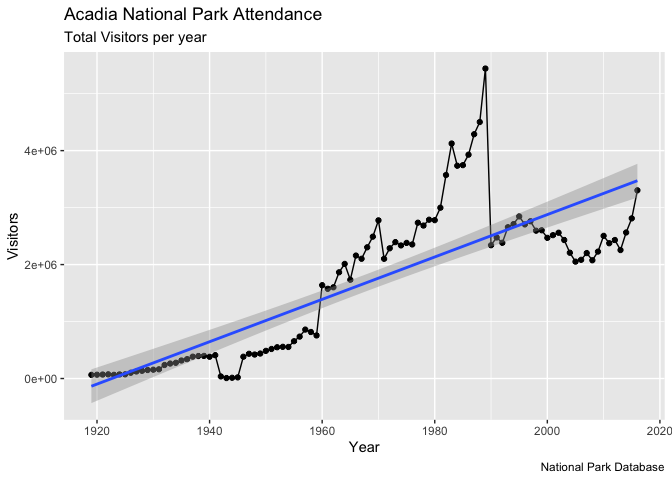 Acadia National Park Attendance
Total Visitors per year
Visitors
4e+06
2e+06
0e+00
1920 1940 1960 1980 2000 2020
Year
National Park Database